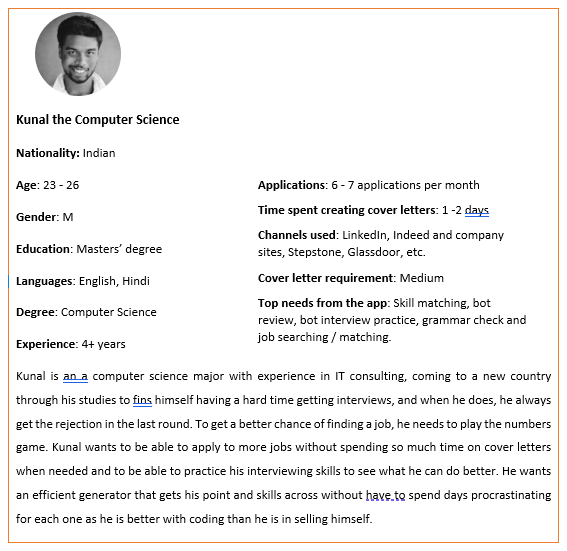 Kunal the Computer Science
Nationality: Indian
Age: 23 - 26
Gender: M
Education: Masters’ degree
Languages: English, Hindi
Degree: Computer Science
Experience: 4+ years
Applications: 6 - 7 applications per month
Time spent creating cover letters: 1 -2 days
Channels used: LinkedIn, Indeed and company
sites, Stepstone, Glassdoor, etc.
Cover letter requirement: Medium
Top needs from the app: Skill matching, bot
review, bot interview practice, grammar check and
job searching / matching.
Kunal is an a computer science major with experience in IT consulting, coming to a new country
through his studies to fins himself having a hard time getting interviews, and when he does, he always
get the rejection in the last round. To get a better chance of finding a job, he needs to play the numbers
game. Kunal wants to be able to apply to more jobs without spending so much time on cover letters
when needed and to be able to practice his interviewing skills to see what he can do better. He wants
an efficient generator that gets his point and skills across without have to spend days procrastinating
for each one as he is better with coding than he is in selling himself.